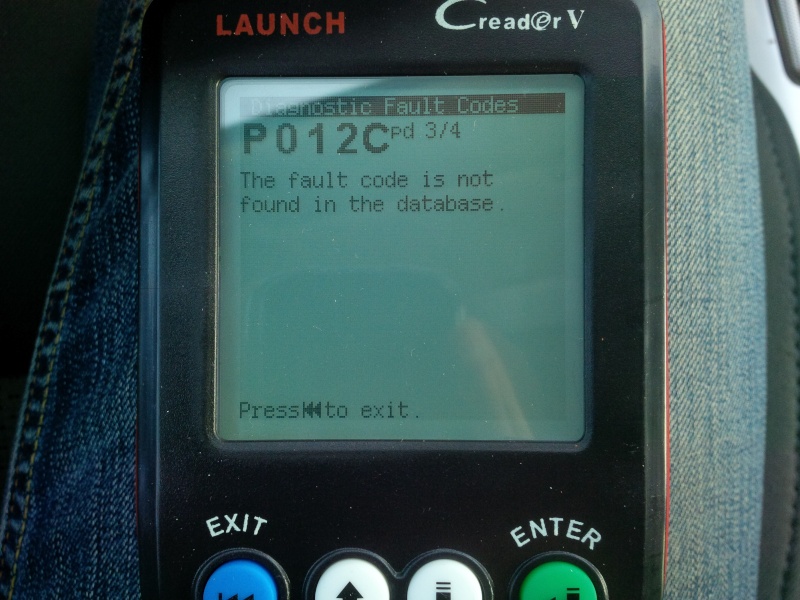 LAUNCH Creader V
Diagnostic Fault Codes
P012C pd 3/4
The fault code is not
found in the database.
Press⏮to exit.
EXIT ENTER